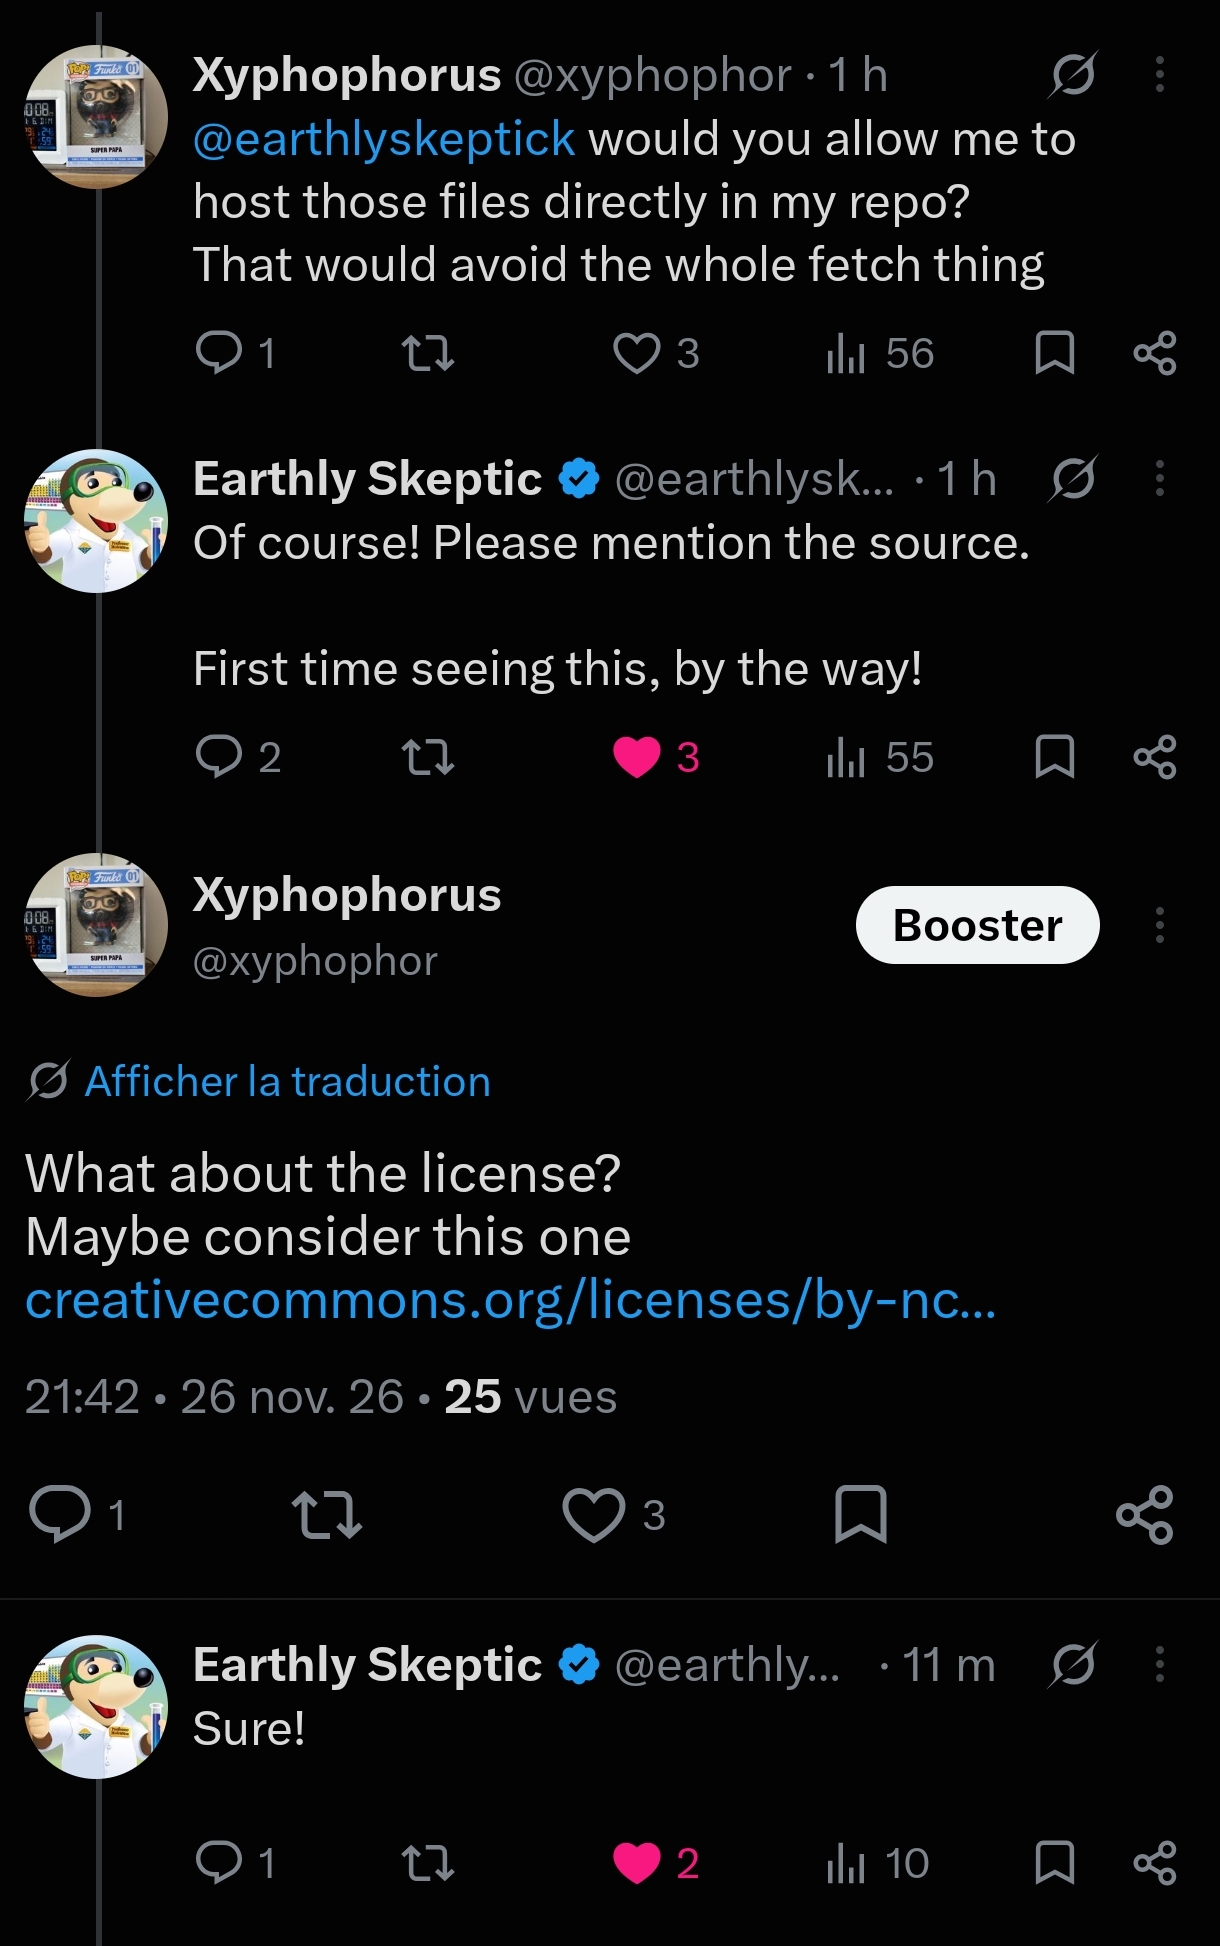 Xyphophorus @xyphophor · 1 h
@earthlyskeptick would you allow me to
host those files directly in my repo?
That would avoid the whole fetch thing
1 3 56
Earthly Skeptic @earthlysk... · 1 h
Of course! Please mention the source.
First time seeing this, by the way!
2 3 55
Xyphophorus
@xyphophor
Booster
Afficher la traduction
What about the license?
Maybe consider this one
creativecommons.org/licenses/by-nc...
21:42 • 26 nov. 26 • 25 vues
1 3
Earthly Skeptic @earthly... · 11 m
Sure!
1 2 10